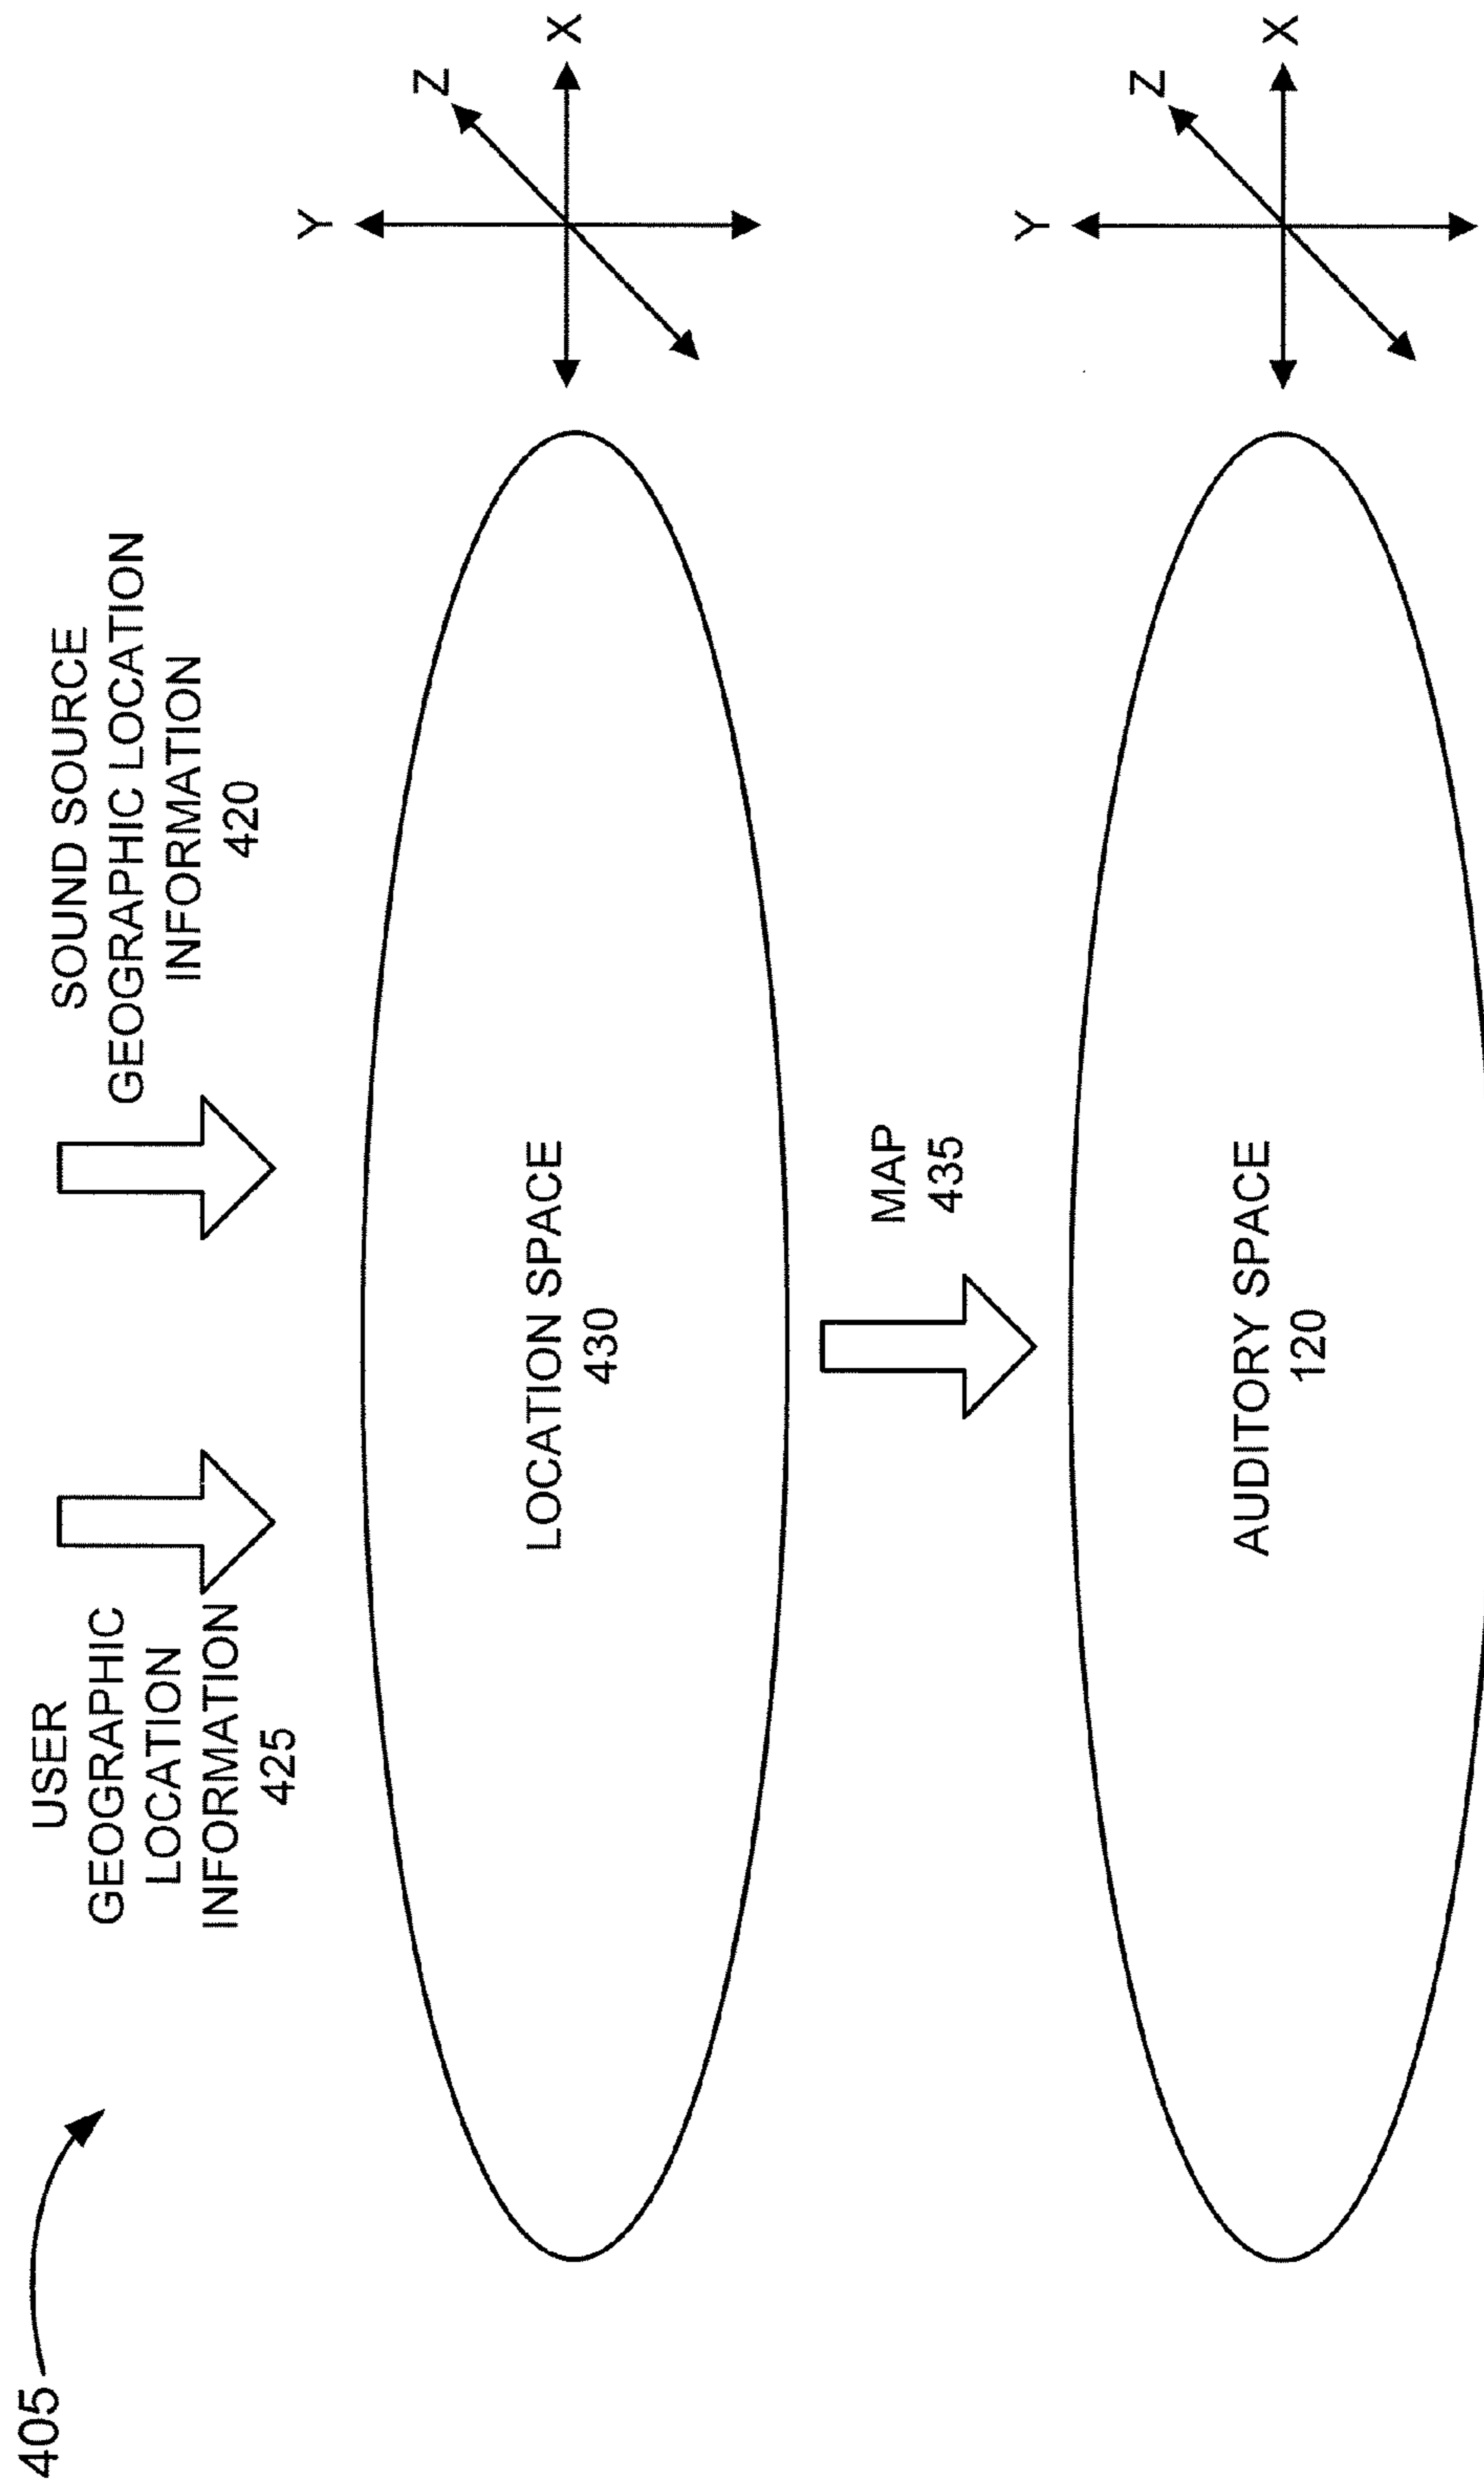 405
USER
GEOGRAPHIC
LOCATION
INFORMATION
425
SOUND SOURCE
GEOGRAPHIC LOCATION
INFORMATION
420
LOCATION SPACE
430
Y
Z
X
MAP
435
AUDITORY SPACE
120
Y
Z
X